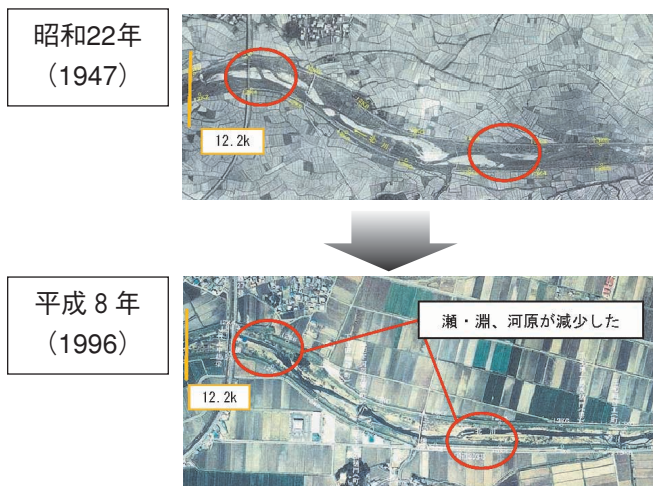 昭和22年
（1947）
12.2k
平成 8 年
（1996）
瀬・淵、河原が減少した
12.2k